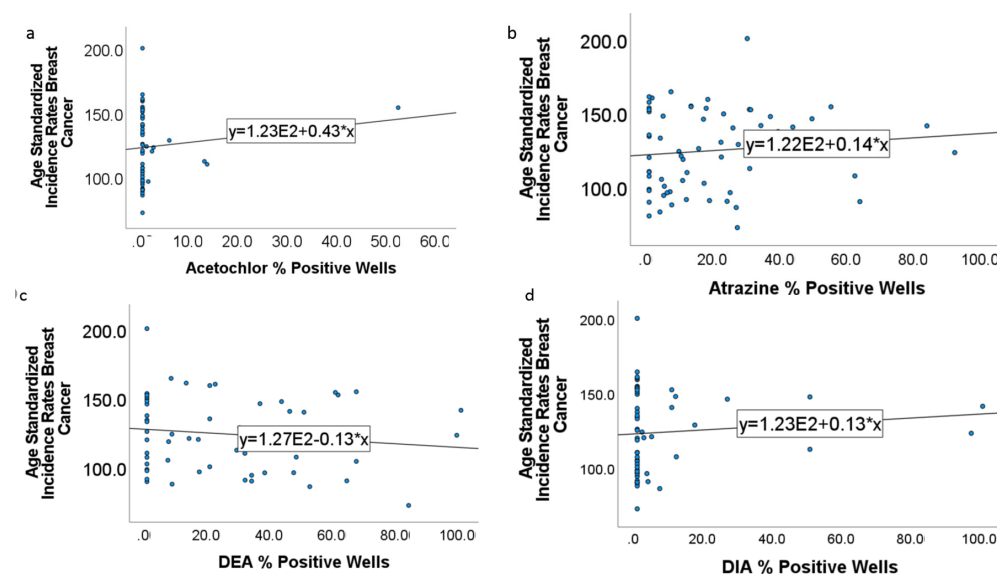 a
Age Standardized
Incidence Rates Breast
Cancer
200.0
150.0
100.0
y=1.23E2+0.43*x
.0
10.0
20.0
30.0
40.0
50.0
60.0
Acetochlor % Positive Wells
b
Age Standardized
Incidence Rates Breast
Cancer
200.0
150.0
100.0
y=1.22E2+0.14*x
.0
20.0
40.0
60.0
80.0
100.0
Atrazine % Positive Wells
c
Age Standardized
Incidence Rates Breast
Cancer
200.0
150.0
100.0
y=1.27E2-0.13*x
.0
20.0
40.0
60.0
80.0
100.0
DEA % Positive Wells
d
Age Standardized
Incidence Rates Breast
Cancer
200.0
150.0
100.0
y=1.23E2+0.13*x
.0
20.0
40.0
60.0
80.0
100.0
DIA % Positive Wells